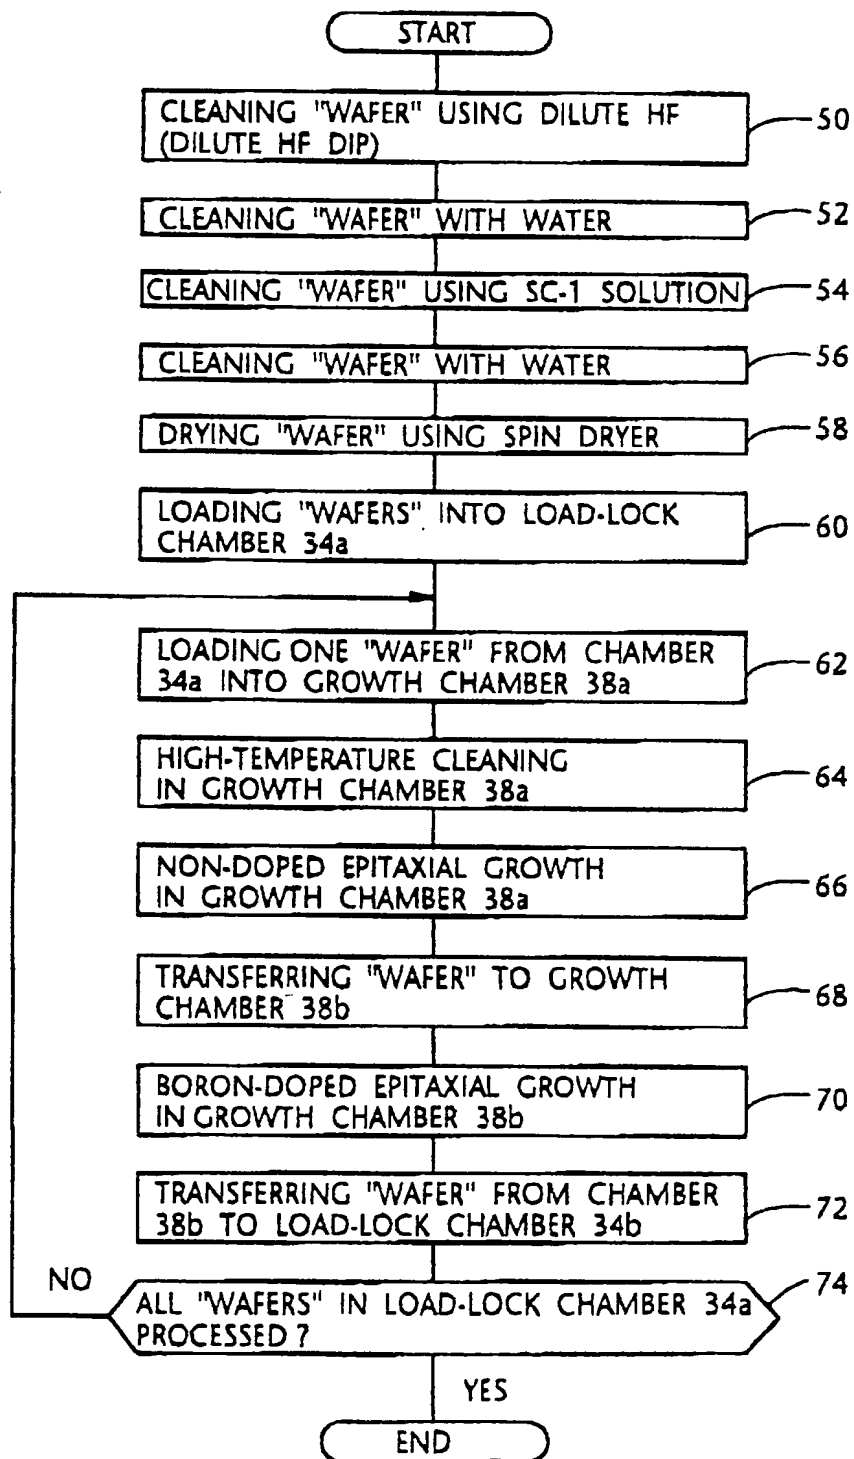 START
CLEANING "WAFER" USING DILUTE HF
(DILUTE HF DIP)
50
CLEANING "WAFER" WITH WATER
52
CLEANING "WAFER" USING SC-1 SOLUTION
54
CLEANING "WAFER" WITH WATER
56
DRYING "WAFER" USING SPIN DRYER
58
LOADING "WAFERS" INTO LOAD-LOCK
CHAMBER 34a
60
LOADING ONE "WAFER" FROM CHAMBER
34a INTO GROWTH CHAMBER 38a
62
HIGH-TEMPERATURE CLEANING
IN GROWTH CHAMBER 38a
64
NON-DOPED EPITAXIAL GROWTH
IN GROWTH CHAMBER 38a
66
TRANSFERRING "WAFER" TO GROWTH
CHAMBER 38b
68
BORON-DOPED EPITAXIAL GROWTH
IN GROWTH CHAMBER 38b
70
TRANSFERRING "WAFER" FROM CHAMBER
38b TO LOAD-LOCK CHAMBER 34b
72
NO
ALL "WAFERS" IN LOAD-LOCK CHAMBER 34a
PROCESSED ?
74
YES
END